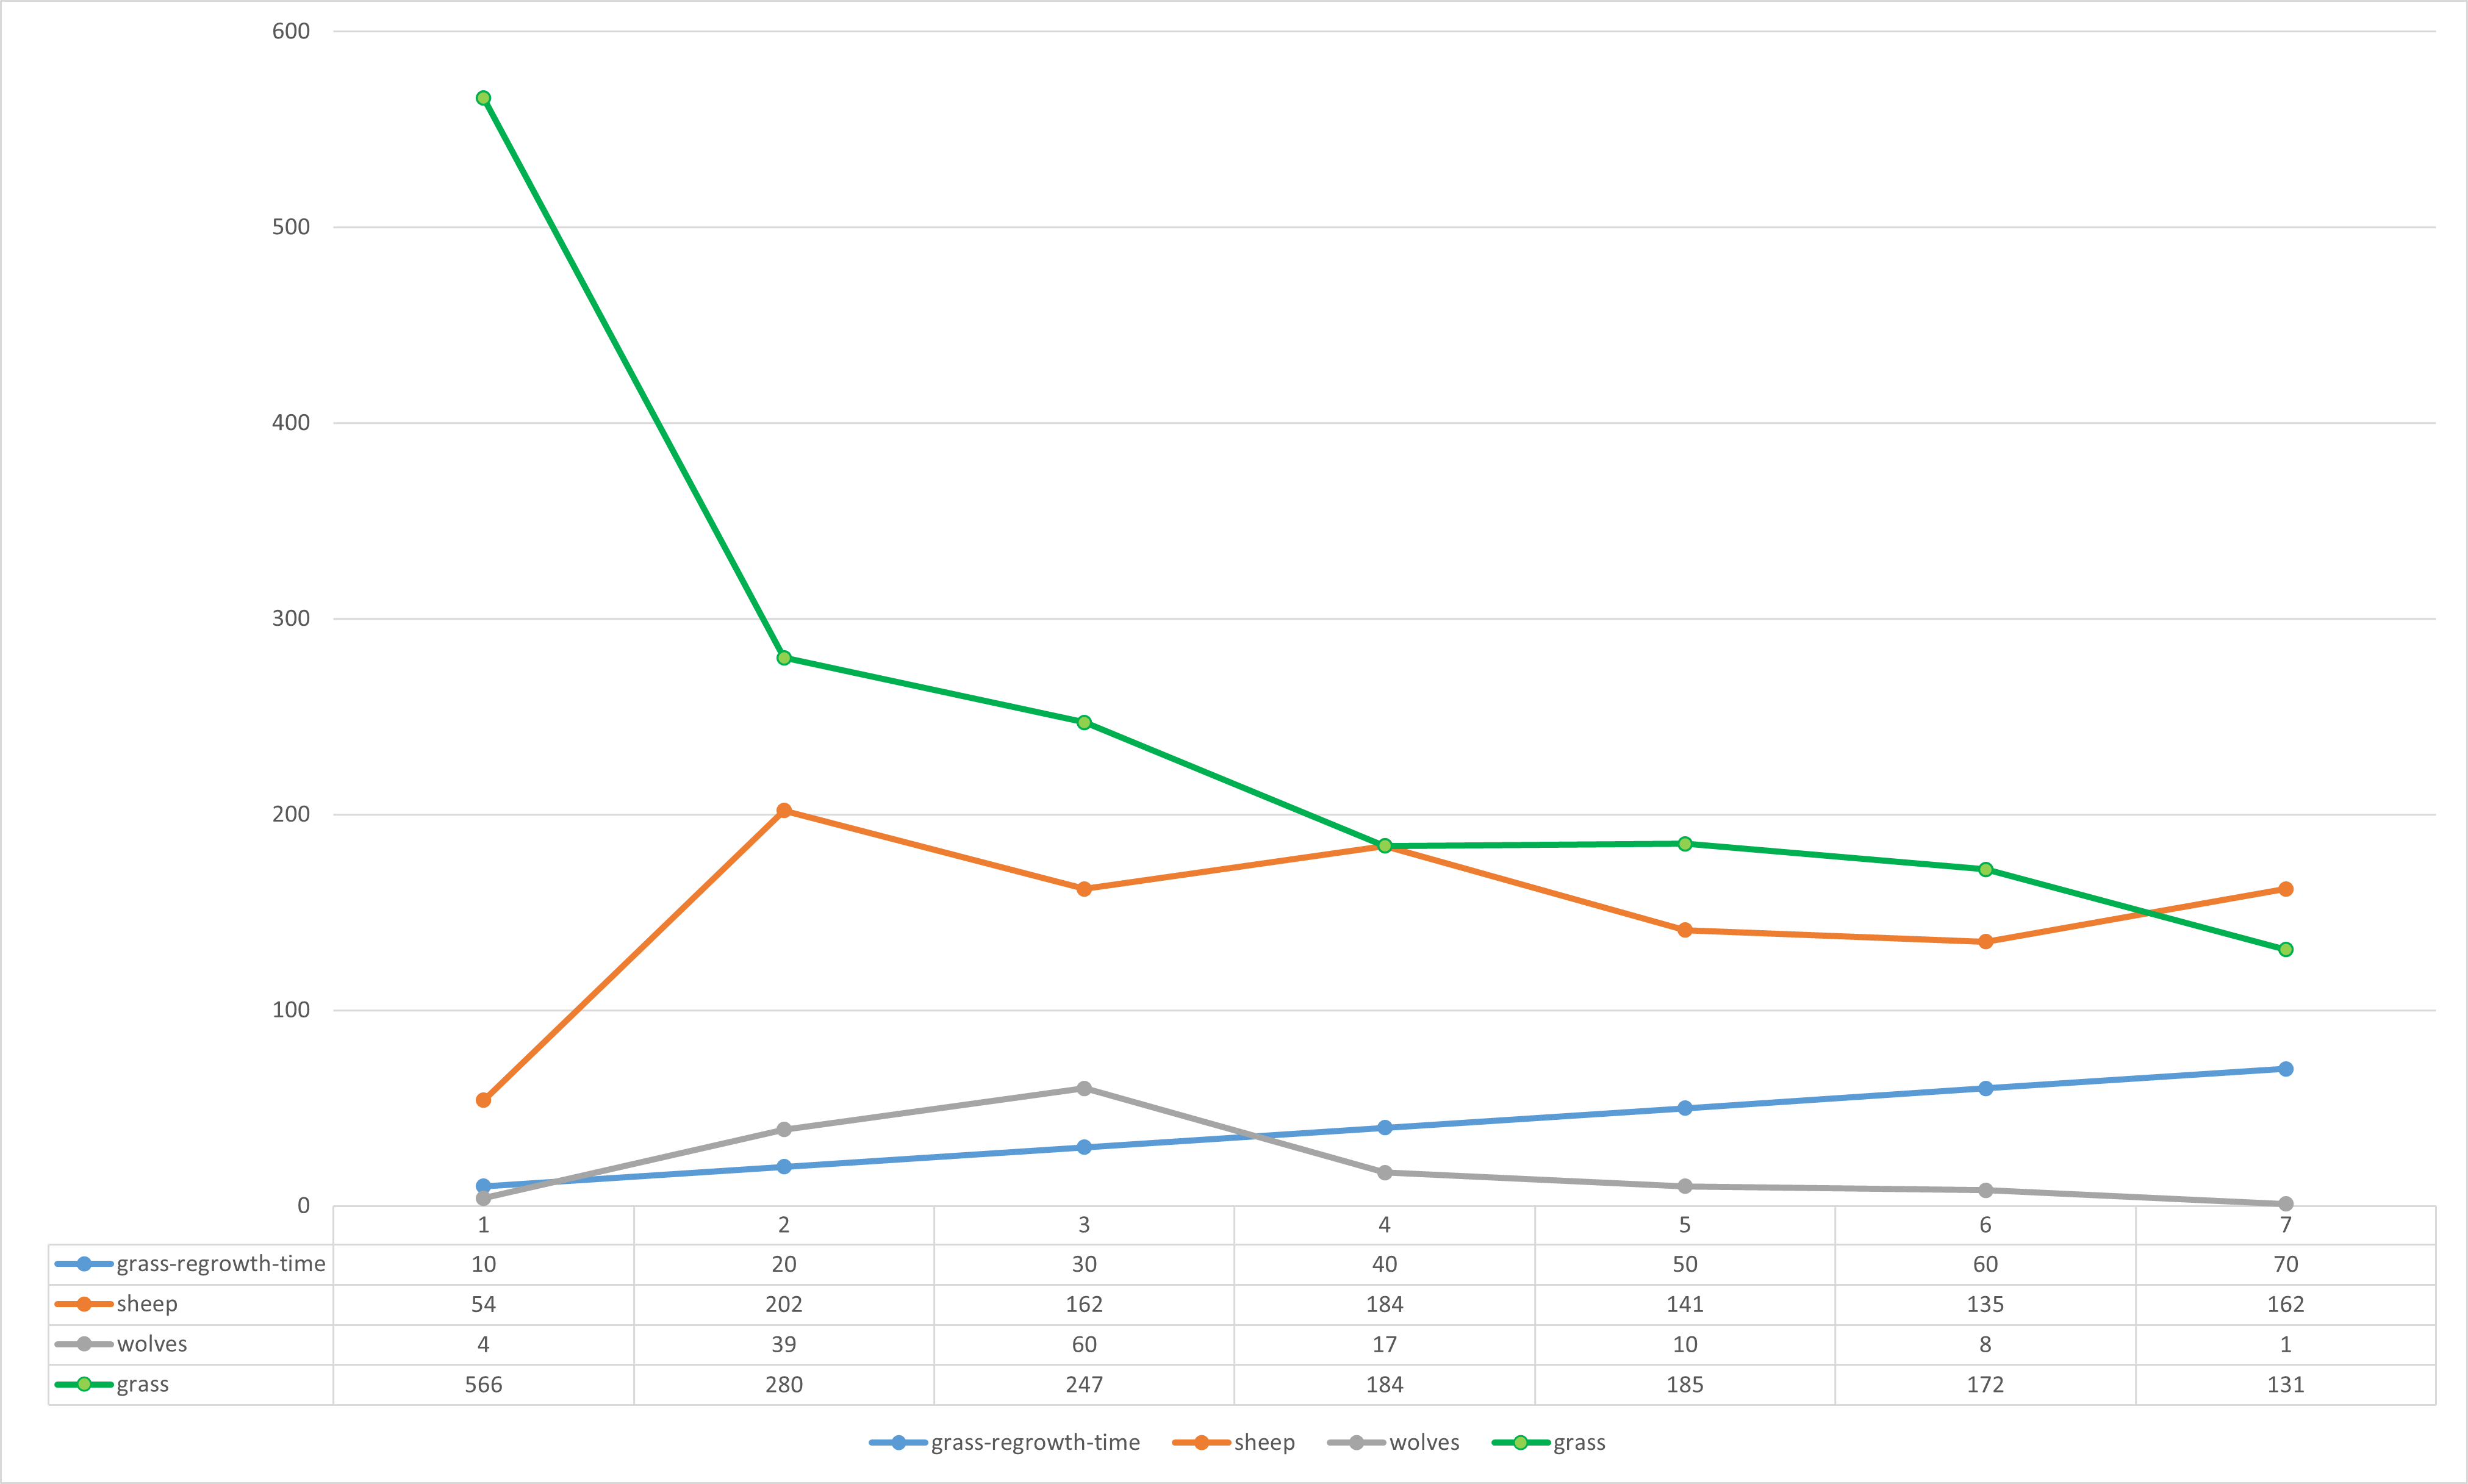 600
500
400
300
200
100
0
1 2 3 4 5 6 7
grass-regrowth-time 10 20 30 40 50 60 70
sheep 54 202 162 184 141 135 162
wolves 4 39 60 17 10 8 1
grass 566 280 247 184 185 172 131
grass-regrowth-time sheep wolves grass